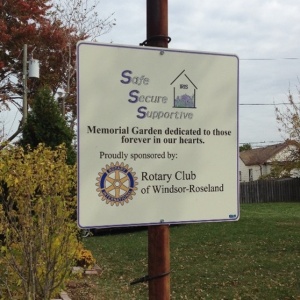 Safe
Secure
Supportive
Memorial Garden dedicated to those
forever in our hearts.
Proudly sponsored by:
Rotary Club
of Windsor-Roseland